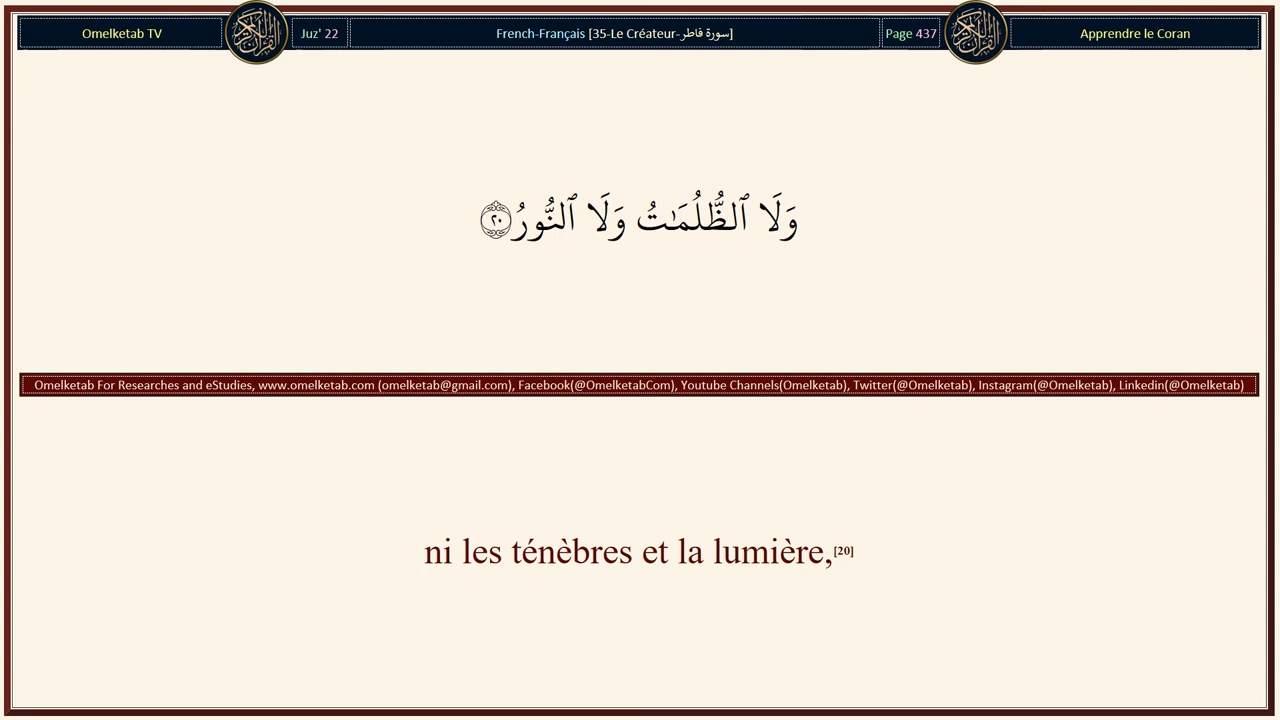 Omelketab TV
Juz' 22
French-Français [35-Le Créateur-سورة فاطر]
Page 437
Apprendre le Coran
وَلَا ٱلظُّلُمَـٰتُ وَلَا ٱلنُّورُ ٢٠
Omelketab For Researches and eStudies, www.omelketab.com (omelketab@gmail.com), Facebook(@OmelketabCom), Youtube Channels(Omelketab), Twitter(@Omelketab), Instagram(@Omelketab), Linkedin(@Omelketab)
ni les ténèbres et la lumière,[20]